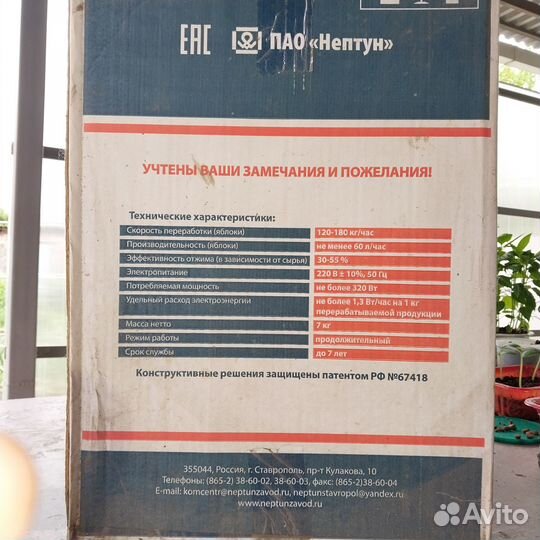 ЕАС ПАО «Нептун»
УЧТЕНЫ ВАШИ ЗАМЕЧАНИЯ И ПОЖЕЛАНИЯ!
Технические характеристики:
Скорость переработки (яблоки) 120-180 кг/час
Производительность (яблоки) не менее 60 л/час
Эффективность отжима (в зависимости от сырья) 30-55 %
Электропитание 220 В ± 10%, 50 Гц
Потребляемая мощность не более 320 Вт
Удельный расход электроэнергии не более 1,3 Вт/час на 1 кг
перерабатываемой продукции
Масса нетто 7 кг
Режим работы продолжительный
Срок службы до 7 лет
Конструктивные решения защищены патентом РФ №67418
355044, Россия, г. Ставрополь, пр-т Кулакова, 10
Телефоны: (865-2) 38-60-02, 38-60-03, факс: (865-2)38-60-04
E-mail: komcentr@neptunzavod.ru, neptunstavropol@yandex.ru
www.neptunzavod.ru
Avito